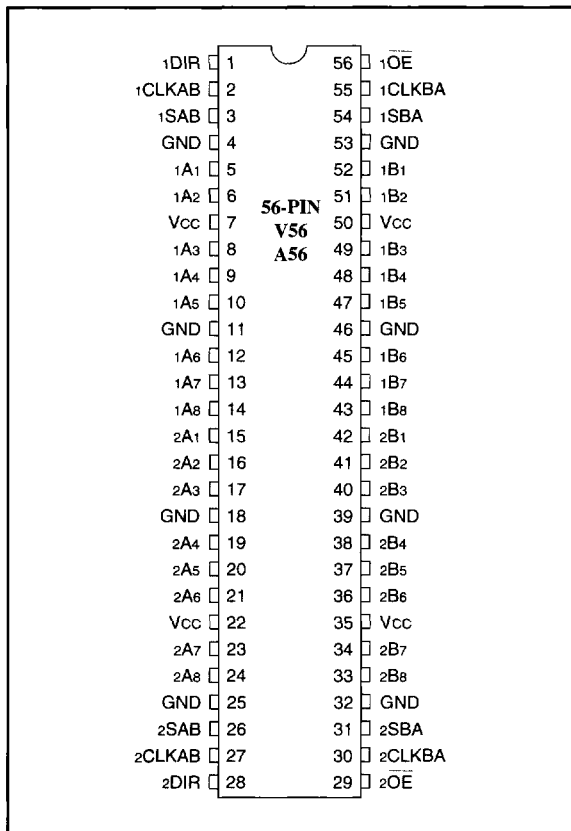 1DIR 1 56 1O̅E̅
1CLKAB 2 55 1CLKBA
1SAB 3 54 1SBA
GND 4 53 GND
1A1 5 52 1B1
1A2 6 51 1B2
56-PIN
VCC 7 50 VCC
V56
1A3 8 49 1B3
A56
1A4 9 48 1B4
1A5 10 47 1B5
GND 11 46 GND
1A6 12 45 1B6
1A7 13 44 1B7
1A8 14 43 1B8
2A1 15 42 2B1
2A2 16 41 2B2
2A3 17 40 2B3
GND 18 39 GND
2A4 19 38 2B4
2A5 20 37 2B5
2A6 21 36 2B6
VCC 22 35 VCC
2A7 23 34 2B7
2A8 24 33 2B8
GND 25 32 GND
2SAB 26 31 2SBA
2CLKAB 27 30 2CLKBA
2DIR 28 29 2O̅E̅